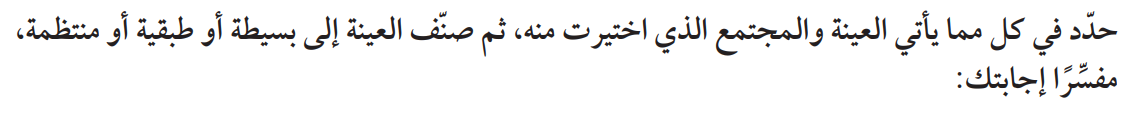 حدّد في كل مما يأتي العينة والمجتمع الذي اختيرت منه، ثم صنّف العينة إلى بسيطة أو طبقية أو منتظمة،
مفسِّرًا إجابتك: